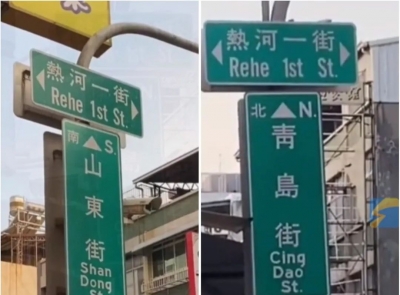 熱河一街
Rehe 1st St.
南 S.
山東街
Shan
Dong
St.
熱河一街
Rehe 1st St.
北 N.
青島街
Cing
Dao
St.